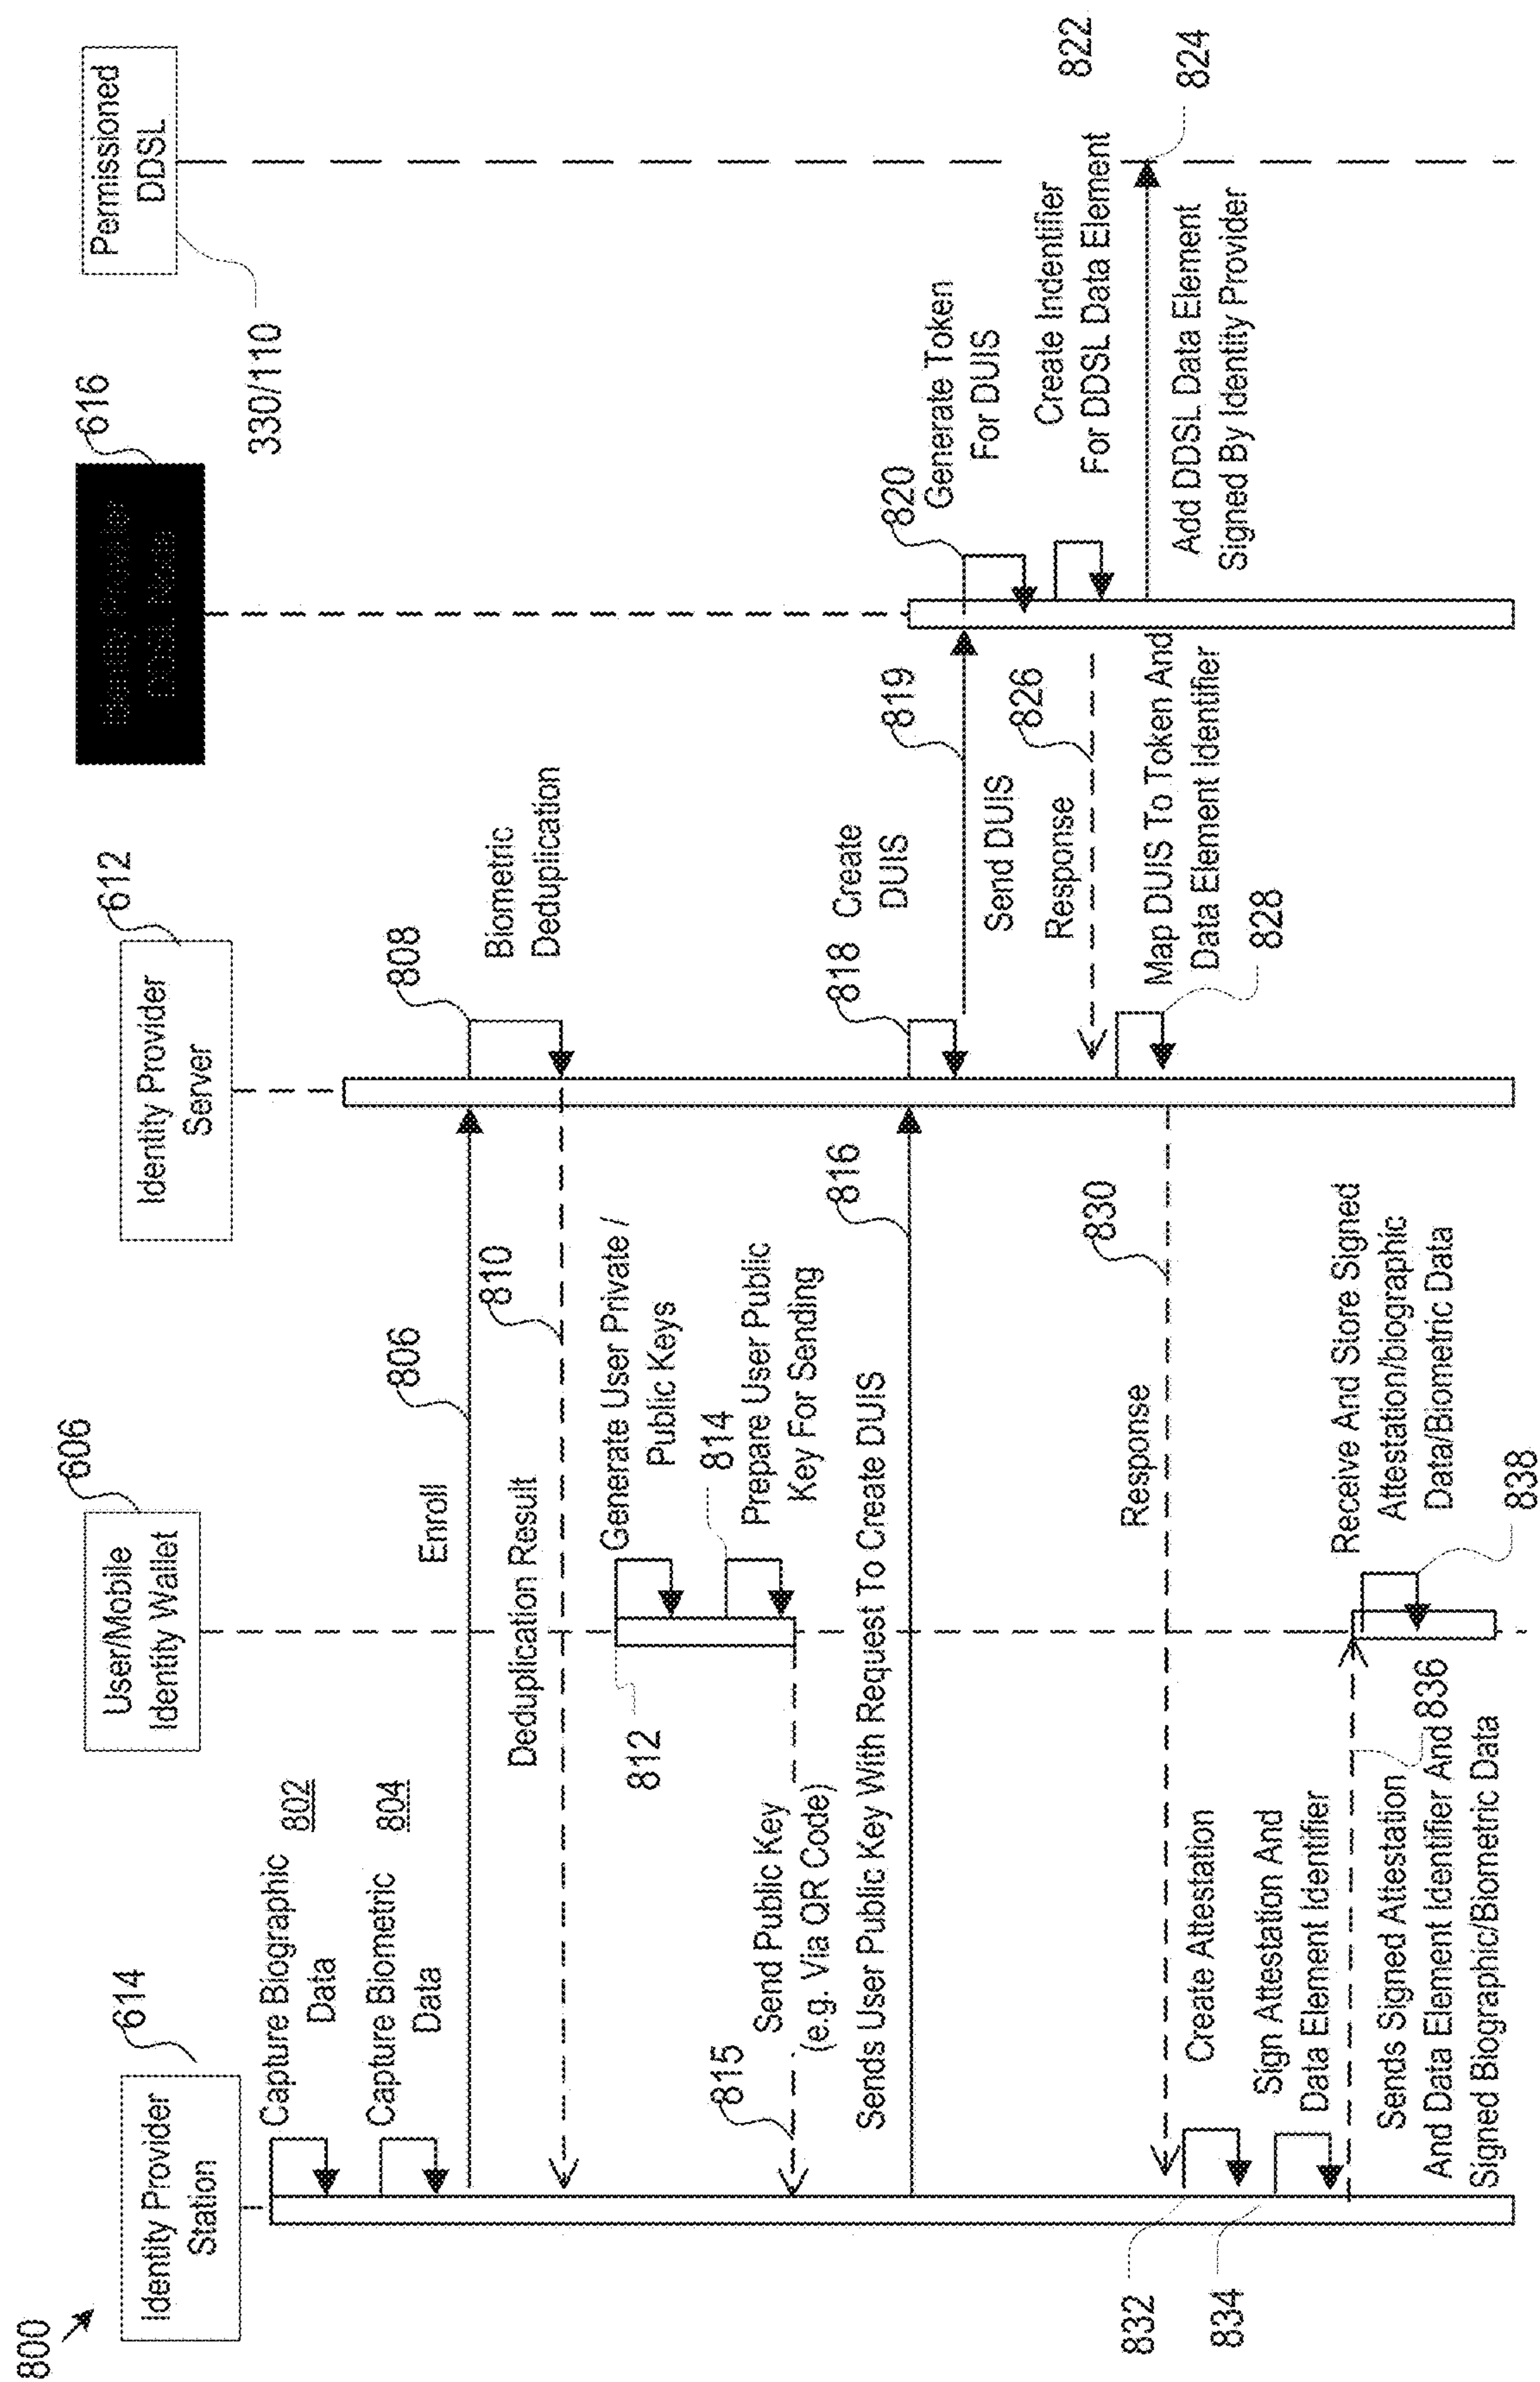 800
Identity Provider
Station
614
User/Mobile
Identity Wallet
606
Identity Provider
Server
612
Identity Provider
DDSL Node
616
Permissioned
DDSL
330/110
Capture Biographic
Data
802
Capture Biometric
Data
804
Enroll
806
808
Biometric
Deduplication
Deduplication Result
810
812
Generate User Private /
Public Keys
814
Prepare User Public
Key For Sending
815
Send Public Key
(e.g. Via QR Code)
Sends User Public Key With Request To Create DUIS
816
818
Create
DUIS
819
Send DUIS
820
Generate Token
For DUIS
Create Indentifier
For DDSL Data Element
822
824
Add DDSL Data Element
Signed By Identity Provider
826
Response
Map DUIS To Token And
Data Element Identifier
828
Response
830
832
Create Attestation
834
Sign Attestation And
Data Element Identifier
Sends Signed Attestation
And Data Element Identifier And
Signed Biographic/Biometric Data
836
Receive And Store Signed
Attestation/biographic
Data/Biometric Data
838